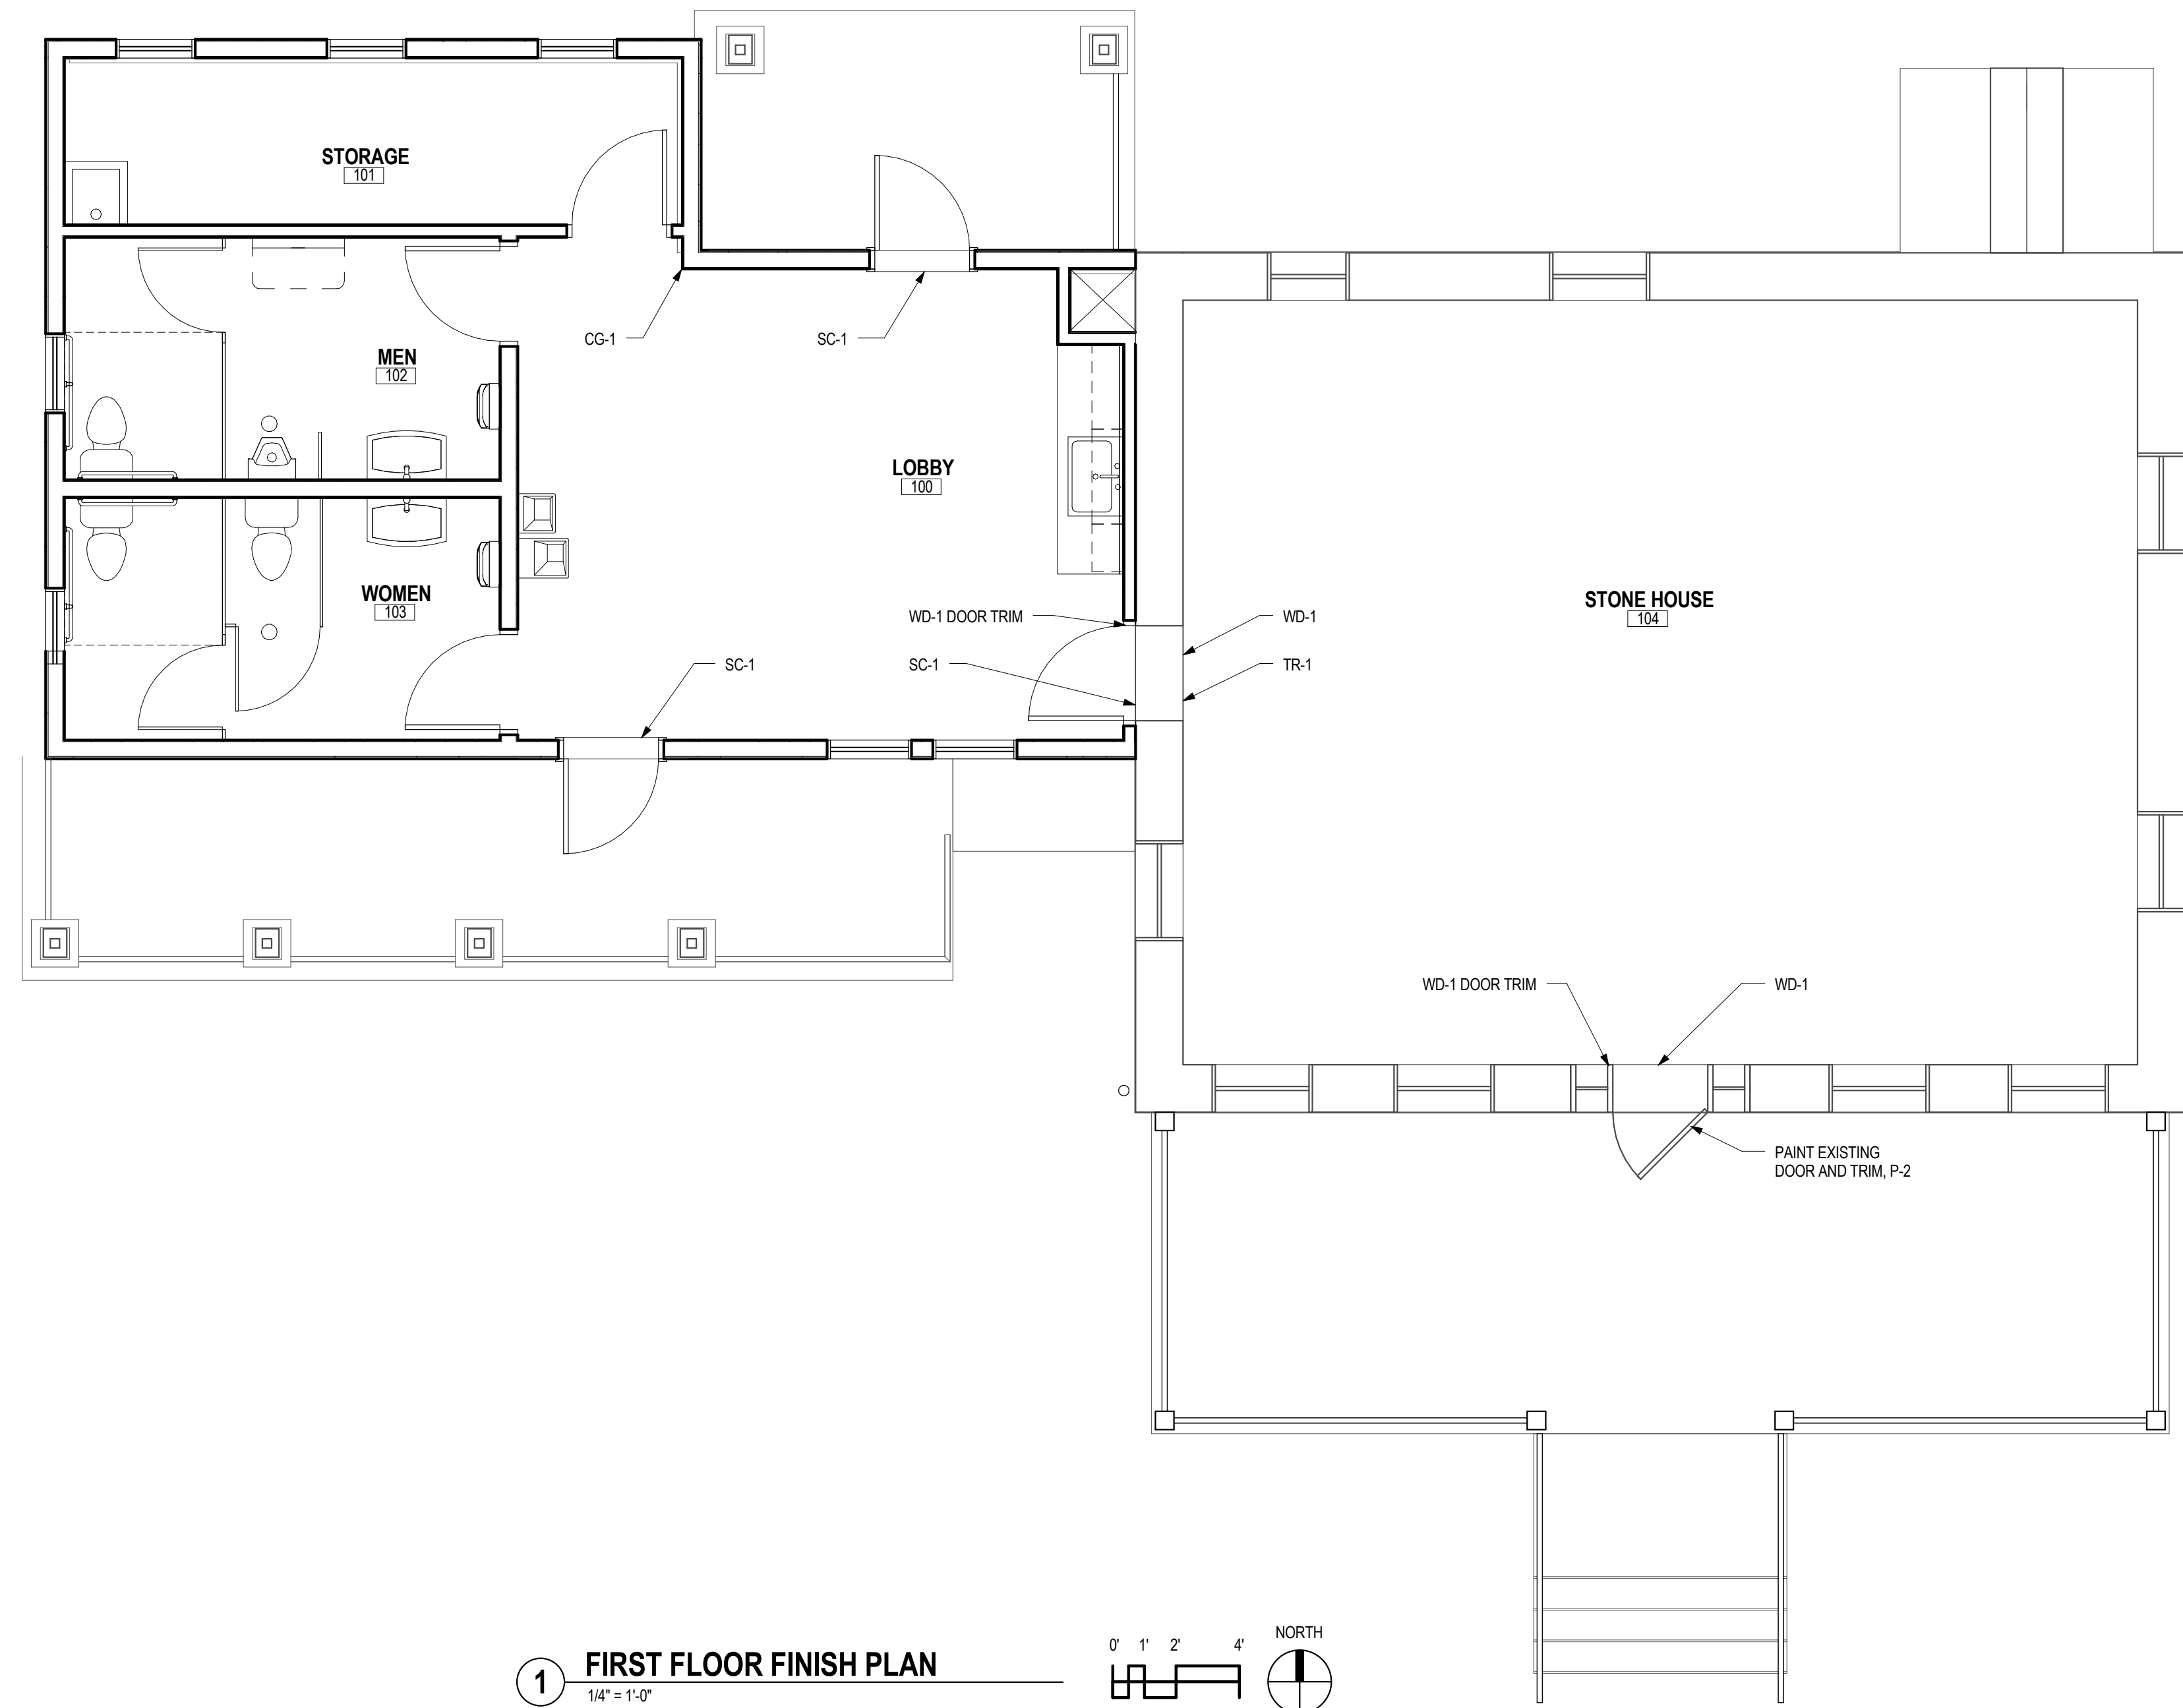 STORAGE
101
CG-1
SC-1
MEN
102
LOBBY
100
WOMEN
103
STONE HOUSE
104
WD-1 DOOR TRIM
WD-1
SC-1
SC-1
TR-1
WD-1 DOOR TRIM
WD-1
PAINT EXISTING
DOOR AND TRIM, P-2
1
FIRST FLOOR FINISH PLAN
1/4" = 1'-0"
0' 1' 2' 4'
NORTH